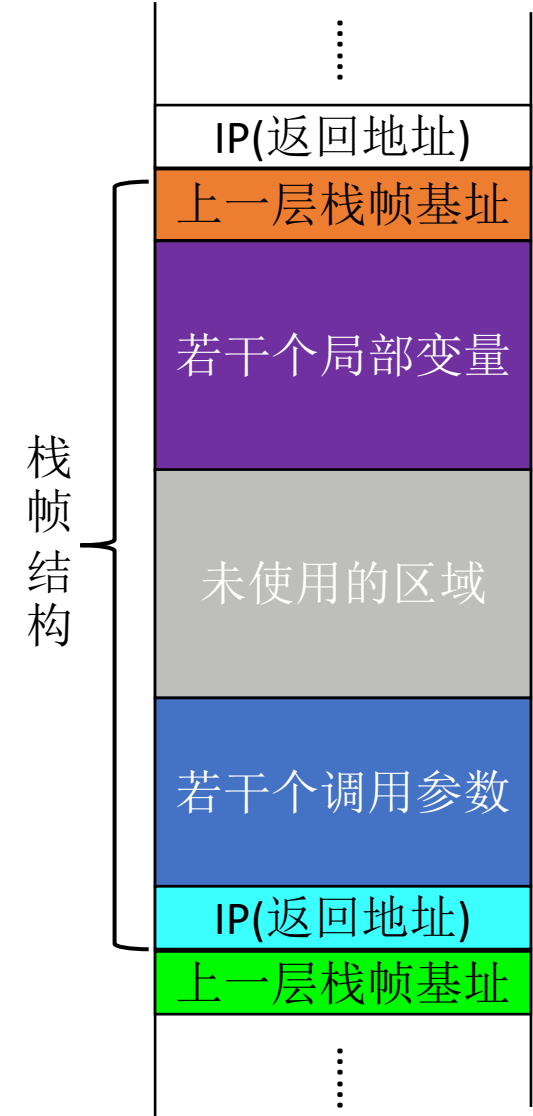 ……
IP(返回地址)
上一层栈帧基址
若干个局部变量
栈帧结构
未使用的区域
若干个调用参数
IP(返回地址)
上一层栈帧基址
……